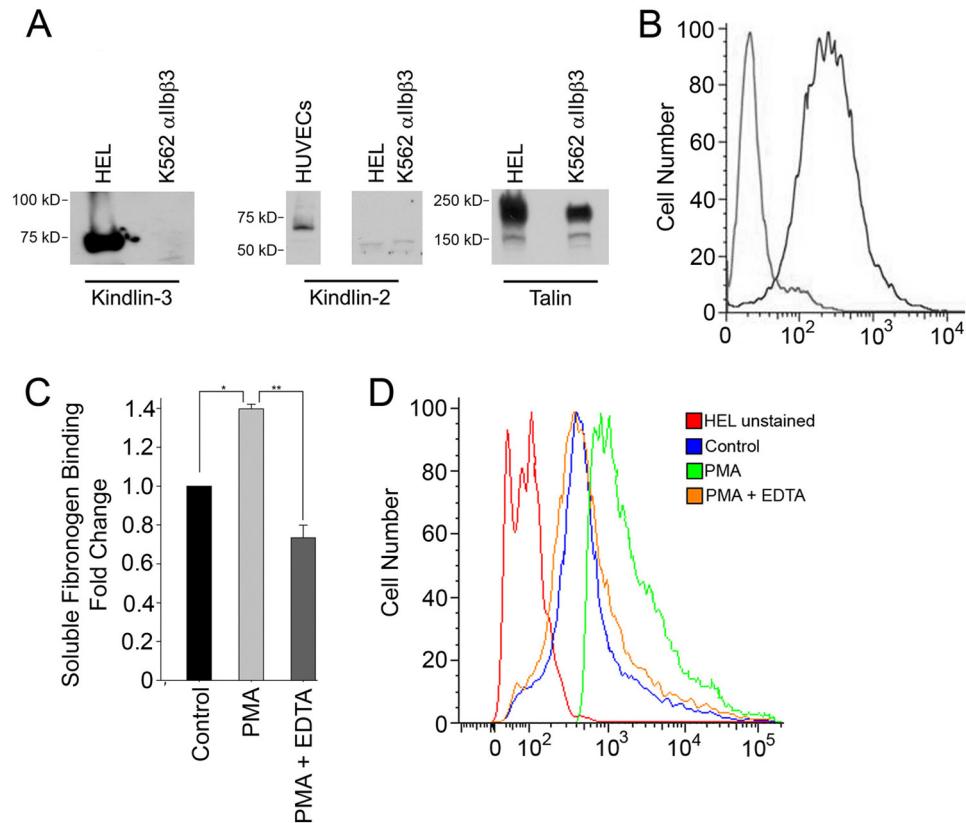 A
HEL
K562 αIIbβ3
100 kD-
75 kD-
Kindlin-3
HUVECs
HEL
K562 αIIbβ3
75 kD-
50 kD-
Kindlin-2
HEL
K562 αIIbβ3
250 kD-
150 kD-
Talin
B
Cell Number
100
80
60
40
20
0
0 10² 10³ 10⁴
C
Soluble Fibronogen Binding
Fold Change
1.4
1.0
0.8
0.6
0.4
0.2
0
* **
Control
PMA
PMA + EDTA
D
Cell Number
100
80
60
40
20
0
0 10² 10³ 10⁴ 10⁵
HEL unstained
Control
PMA
PMA + EDTA